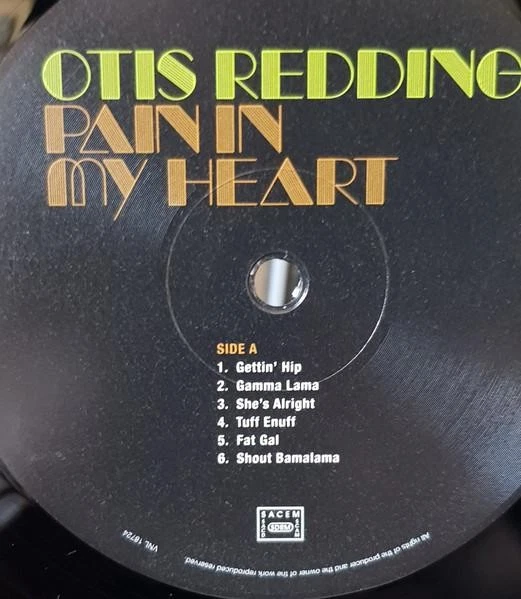 OTIS REDDING
PAIN IN
MY HEART
SIDE A
1. Gettin' Hip
2. Gamma Lama
3. She's Alright
4. Tuff Enuff
5. Fat Gal
6. Shout Bamalama
SACEM
SDRM
SACD
SCAM
VNL 18724
All rights of the producer and the owner of the work reproduced reserved.